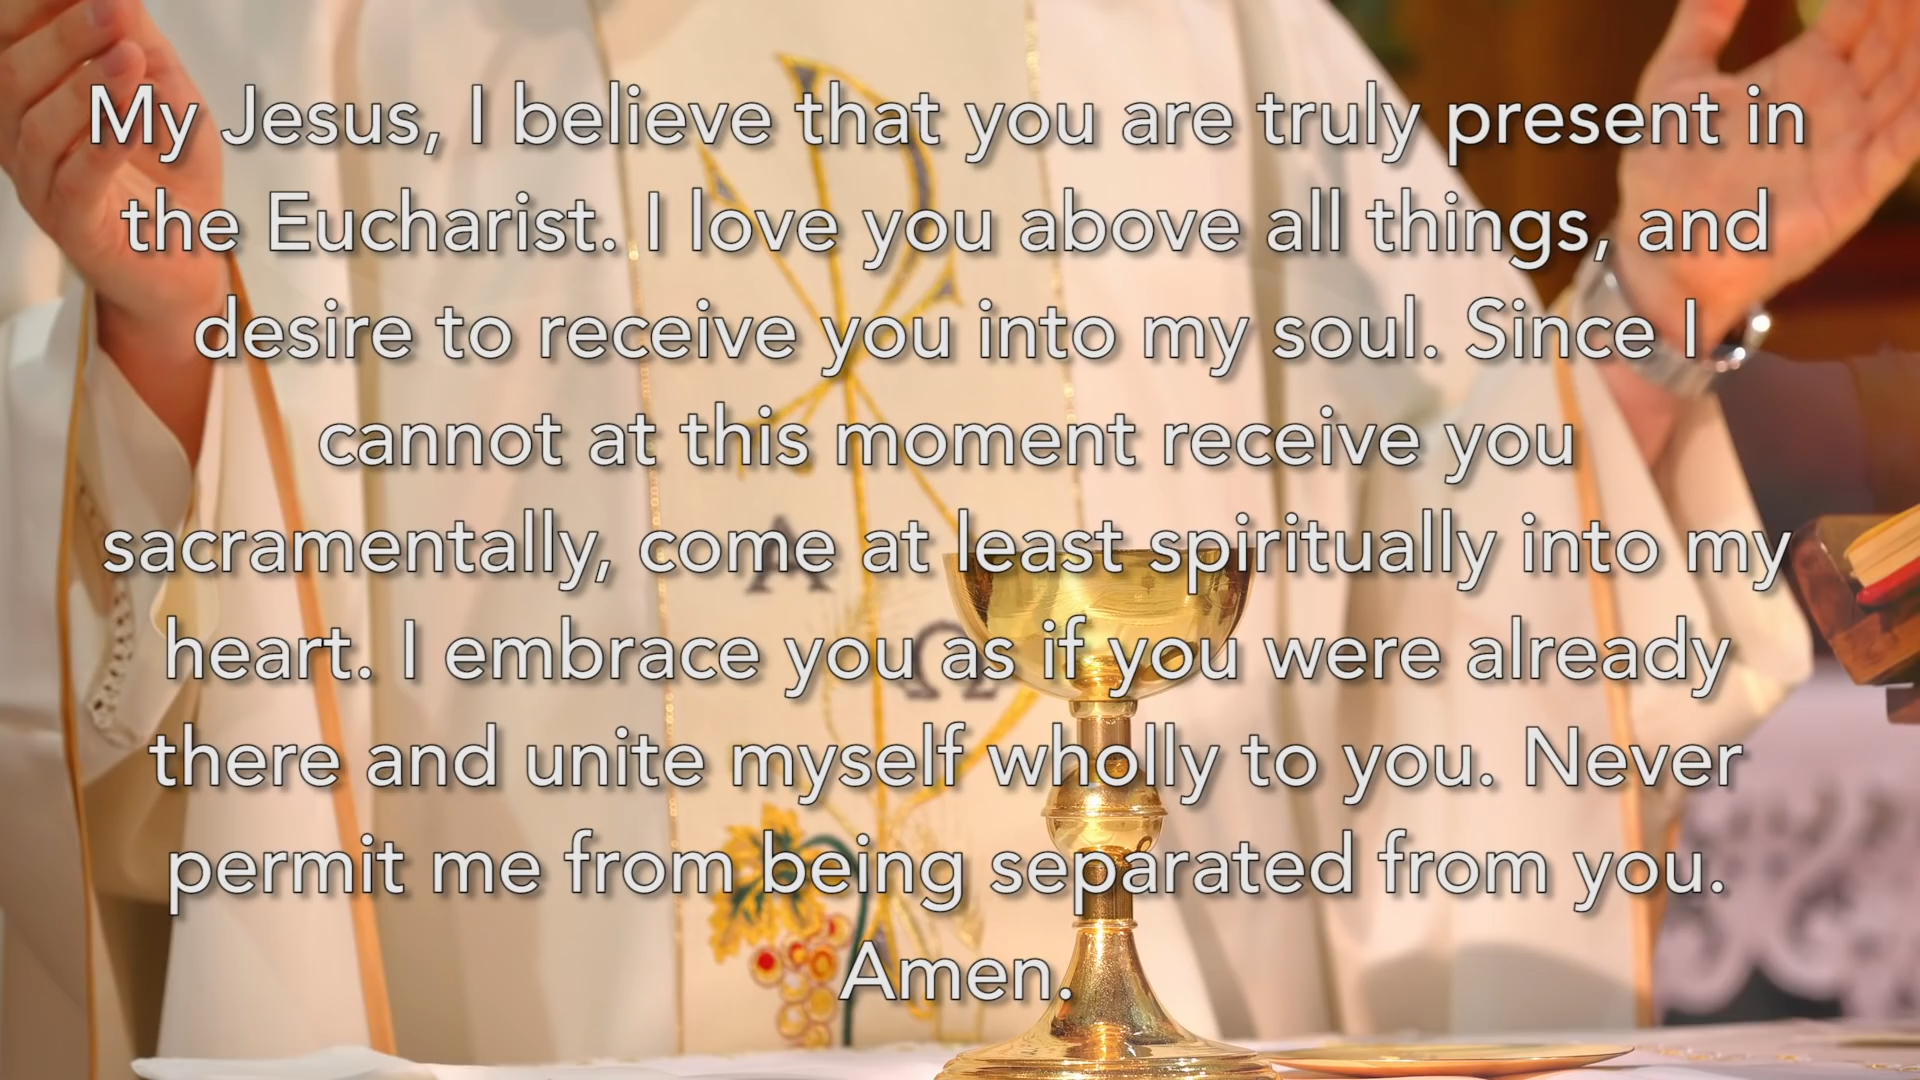 My Jesus, I believe that you are truly present in
the Eucharist. I love you above all things, and
desire to receive you into my soul. Since I
cannot at this moment receive you
sacramentally, come at least spiritually into my
heart. I embrace you as if you were already
there and unite myself wholly to you. Never
permit me from being separated from you.
Amen.
Α
Ω